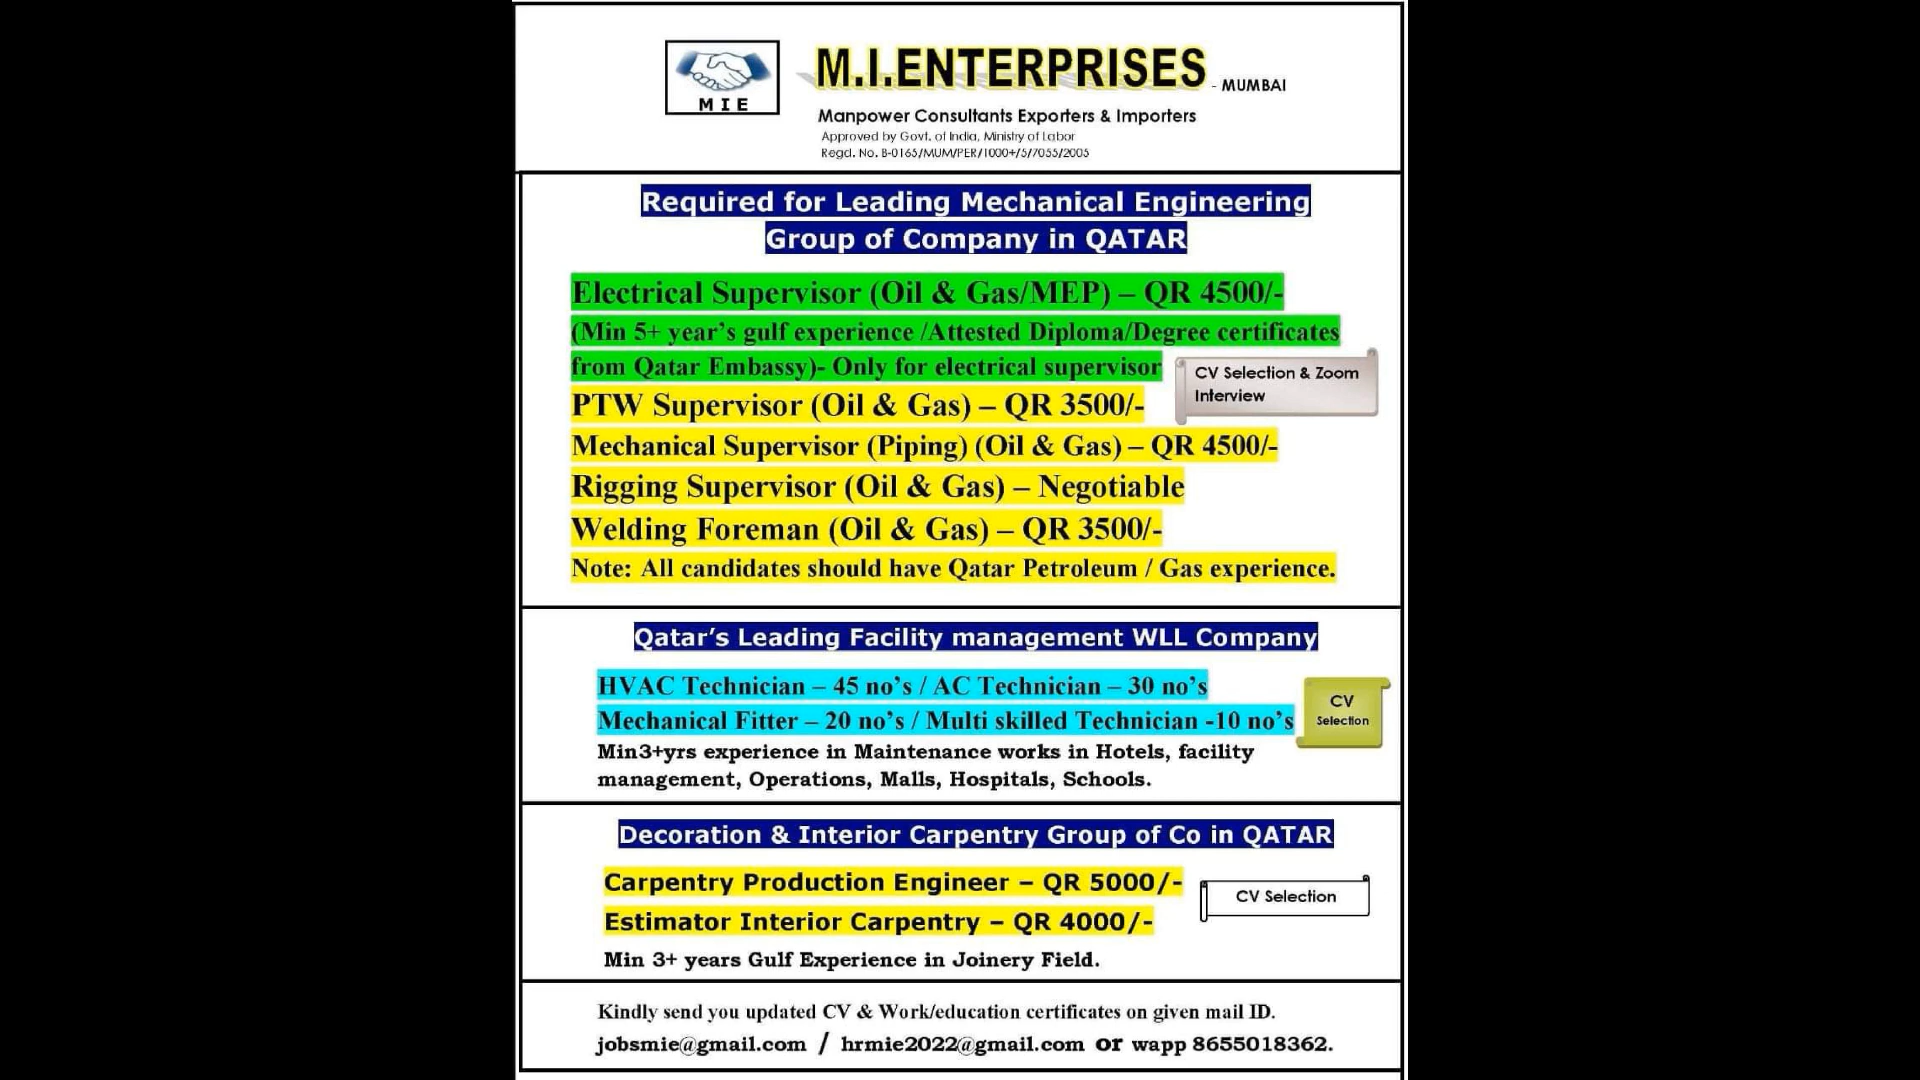 MIE
M.I.ENTERPRISES - MUMBAI
Manpower Consultants Exporters & Importers
Approved by Govt. of India, Ministry of Labor
Regd. No. B-0165/MUM/PER/1000+/5/7055/2005
Required for Leading Mechanical Engineering
Group of Company in QATAR
Electrical Supervisor (Oil & Gas/MEP) – QR 4500/-
(Min 5+ year’s gulf experience /Attested Diploma/Degree certificates
from Qatar Embassy)- Only for electrical supervisor
CV Selection & Zoom
Interview
PTW Supervisor (Oil & Gas) – QR 3500/-
Mechanical Supervisor (Piping) (Oil & Gas) – QR 4500/-
Rigging Supervisor (Oil & Gas) – Negotiable
Welding Foreman (Oil & Gas) – QR 3500/-
Note: All candidates should have Qatar Petroleum / Gas experience.
Qatar’s Leading Facility management WLL Company
HVAC Technician – 45 no’s / AC Technician – 30 no’s
Mechanical Fitter – 20 no’s / Multi skilled Technician -10 no’s
CV
Selection
Min3+yrs experience in Maintenance works in Hotels, facility
management, Operations, Malls, Hospitals, Schools.
Decoration & Interior Carpentry Group of Co in QATAR
Carpentry Production Engineer – QR 5000/-
CV Selection
Estimator Interior Carpentry – QR 4000/-
Min 3+ years Gulf Experience in Joinery Field.
Kindly send you updated CV & Work/education certificates on given mail ID.
jobsmie@gmail.com / hrmie2022@gmail.com or wapp 8655018362.